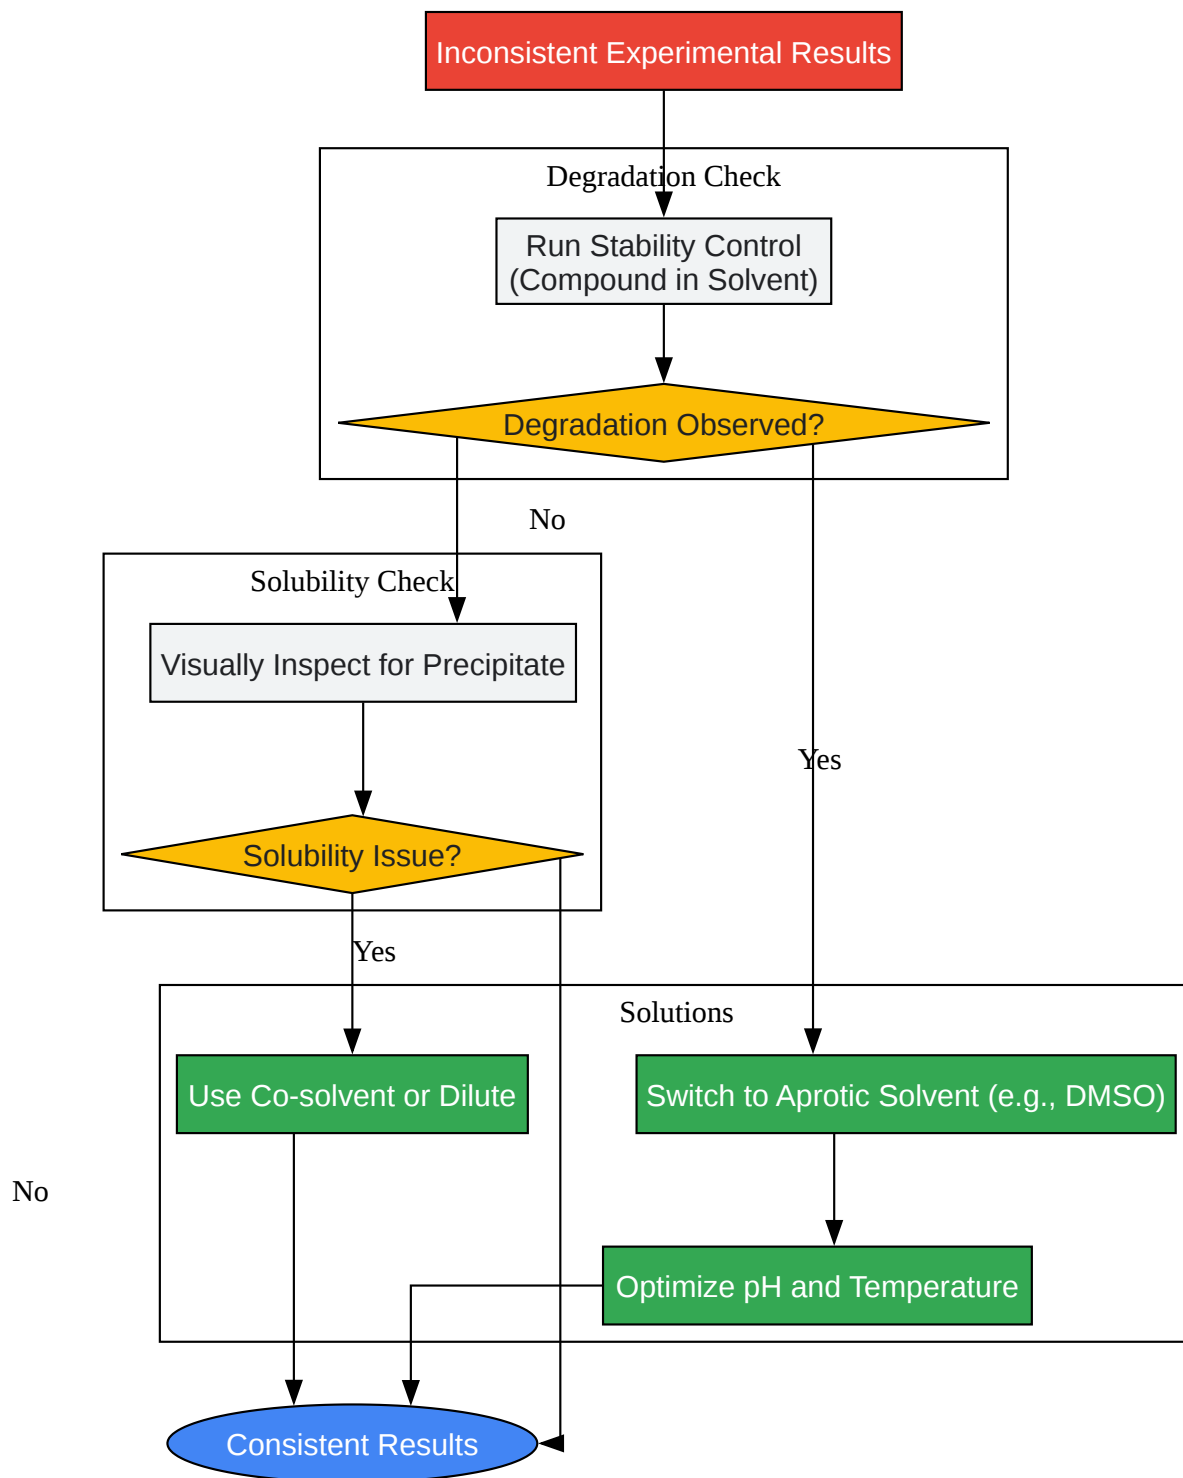 Inconsistent Experimental Results
Degradation Check
Run Stability Control
(Compound in Solvent)
Degradation Observed?
No
Solubility Check
Visually Inspect for Precipitate
Yes
Solubility Issue?
Yes
Solutions
Use Co-solvent or Dilute
Switch to Aprotic Solvent (e.g., DMSO)
No
Optimize pH and Temperature
Consistent Results